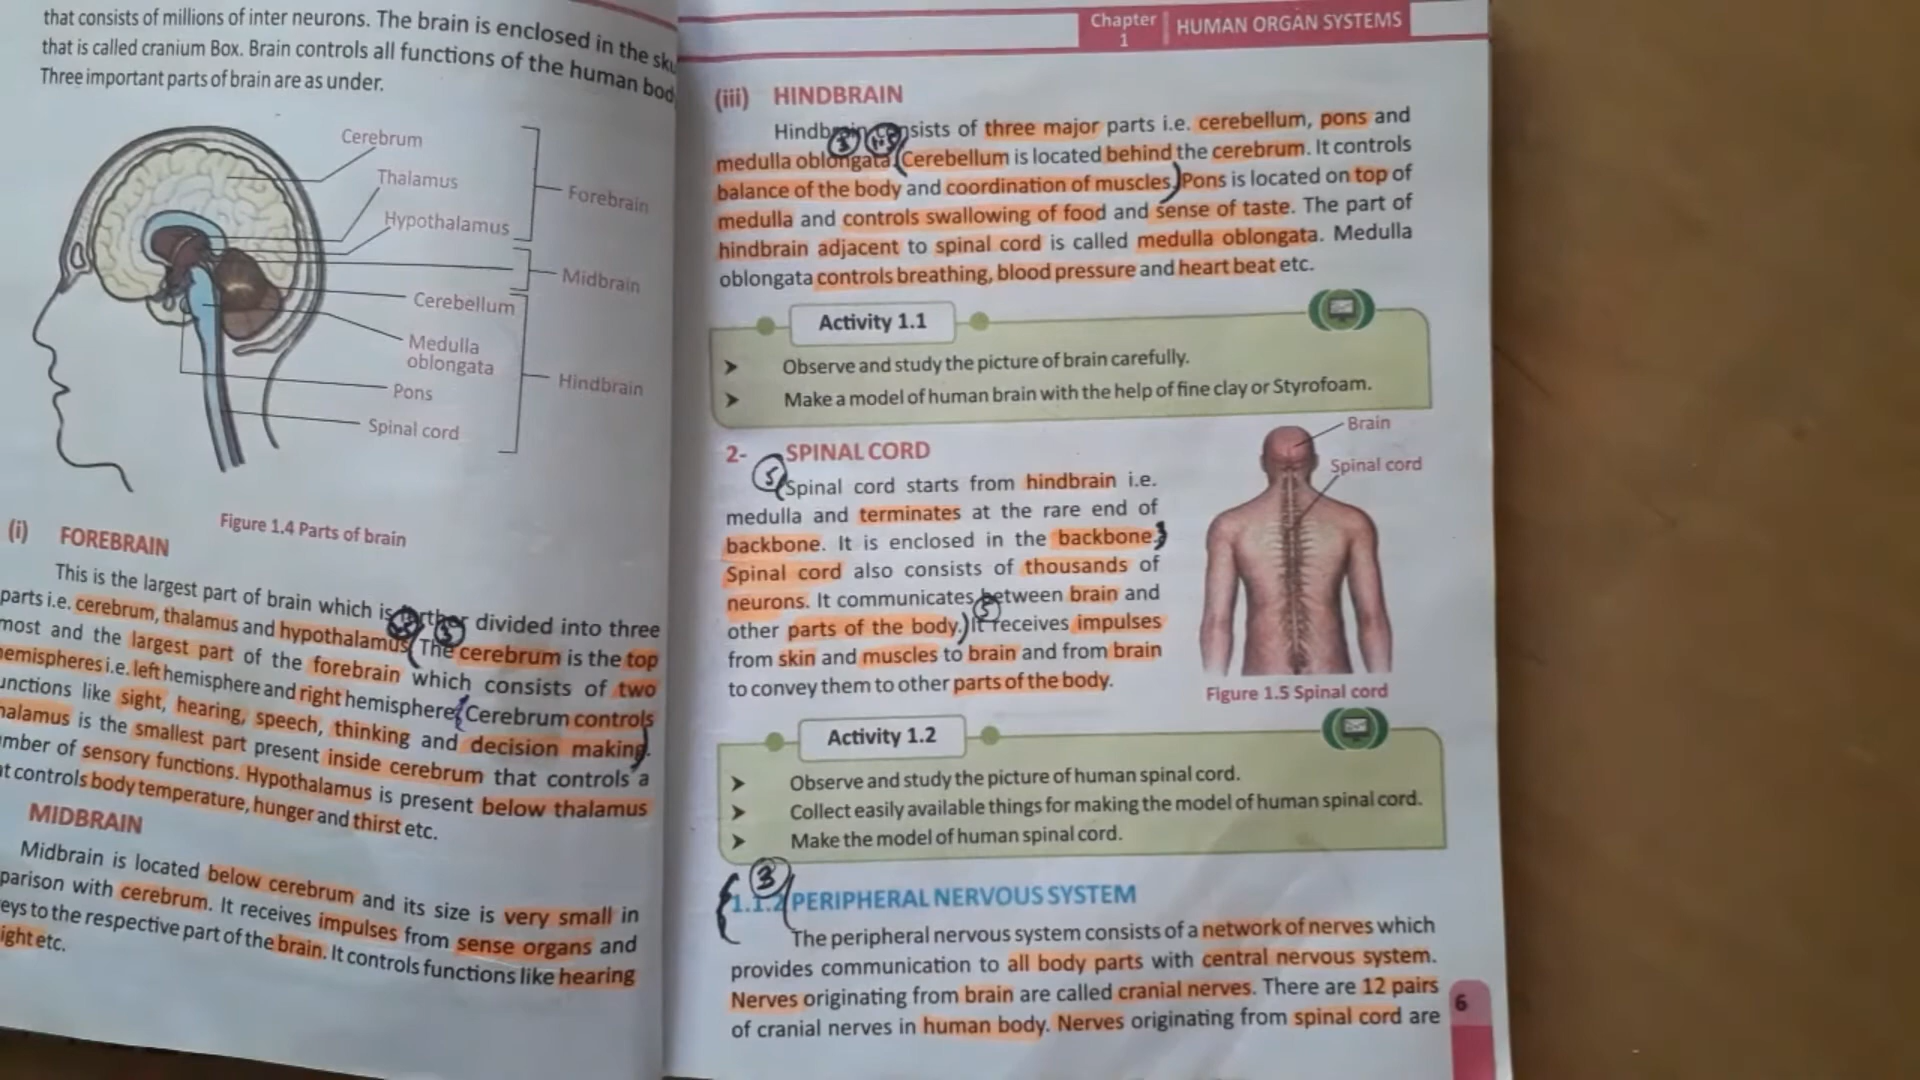 that consists of millions of inter neurons. The brain is enclosed in the
that is called cranium Box. Brain controls all functions of the human
Three important parts of brain are as under.
Cerebrum
Thalamus
Hypothalamus
Forebrain
Midbrain
Cerebellum
Medulla
oblongata
Hindbrain
Pons
Spinal cord
Figure 1.4 Parts of brain
(i) FOREBRAIN
This is the largest part of brain which is divided into three
parts i.e. cerebrum, thalamus and hypothalamus. The cerebrum is the top
most and the largest part of the forebrain which consists of two
hemispheres i.e. left hemisphere and right hemisphere. Cerebrum controls
functions like sight, hearing, speech, thinking and decision making.
thalamus is the smallest part present inside cerebrum that controls a
number of sensory functions. Hypothalamus is present below thalamus
controls body temperature, hunger and thirst etc.
MIDBRAIN
Midbrain is located below cerebrum and its size is very small in
parison with cerebrum. It receives impulses from sense organs and
eys to the respective part of the brain. It controls functions like hearing
ight etc.
Chapter
1
HUMAN ORGAN SYSTEMS
(iii) HINDBRAIN
Hindbrain consists of three major parts i.e. cerebellum, pons and
medulla oblongata. (Cerebellum is located behind the cerebrum. It controls
balance of the body and coordination of muscles.) Pons is located on top of
medulla and controls swallowing of food and sense of taste. The part of
hindbrain adjacent to spinal cord is called medulla oblongata. Medulla
oblongata controls breathing, blood pressure and heart beat etc.
Activity 1.1
➤ Observe and study the picture of brain carefully.
➤ Make a model of human brain with the help of fine clay or Styrofoam.
2- SPINAL CORD
5
(Spinal cord starts from hindbrain i.e.
medulla and terminates at the rare end of
backbone. It is enclosed in the backbone.
Spinal cord also consists of thousands of
neurons. It communicates between brain and
5
other parts of the body.) It receives impulses
from skin and muscles to brain and from brain
to convey them to other parts of the body.
Brain
Spinal cord
Figure 1.5 Spinal cord
Activity 1.2
➤ Observe and study the picture of human spinal cord.
➤ Collect easily available things for making the model of human spinal cord.
➤ Make the model of human spinal cord.
3
1.1.2 PERIPHERAL NERVOUS SYSTEM
The peripheral nervous system consists of a network of nerves which
provides communication to all body parts with central nervous system.
Nerves originating from brain are called cranial nerves. There are 12 pairs
of cranial nerves in human body. Nerves originating from spinal cord are
6